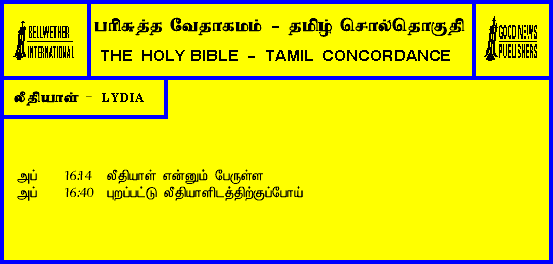 BELLWETHER
INTERNATIONAL
பரிசுத்த வேதாகமம் - தமிழ் சொல்தொகுதி
THE HOLY BIBLE - TAMIL CONCORDANCE
GOOD NEWS
PUBLISHERS
லீதியாள் - LYDIA
அப் 16:14 லீதியாள் என்னும் பேருள்ள
அப் 16:40 புறப்பட்டு லீதியாளிடத்திற்குப்போய்